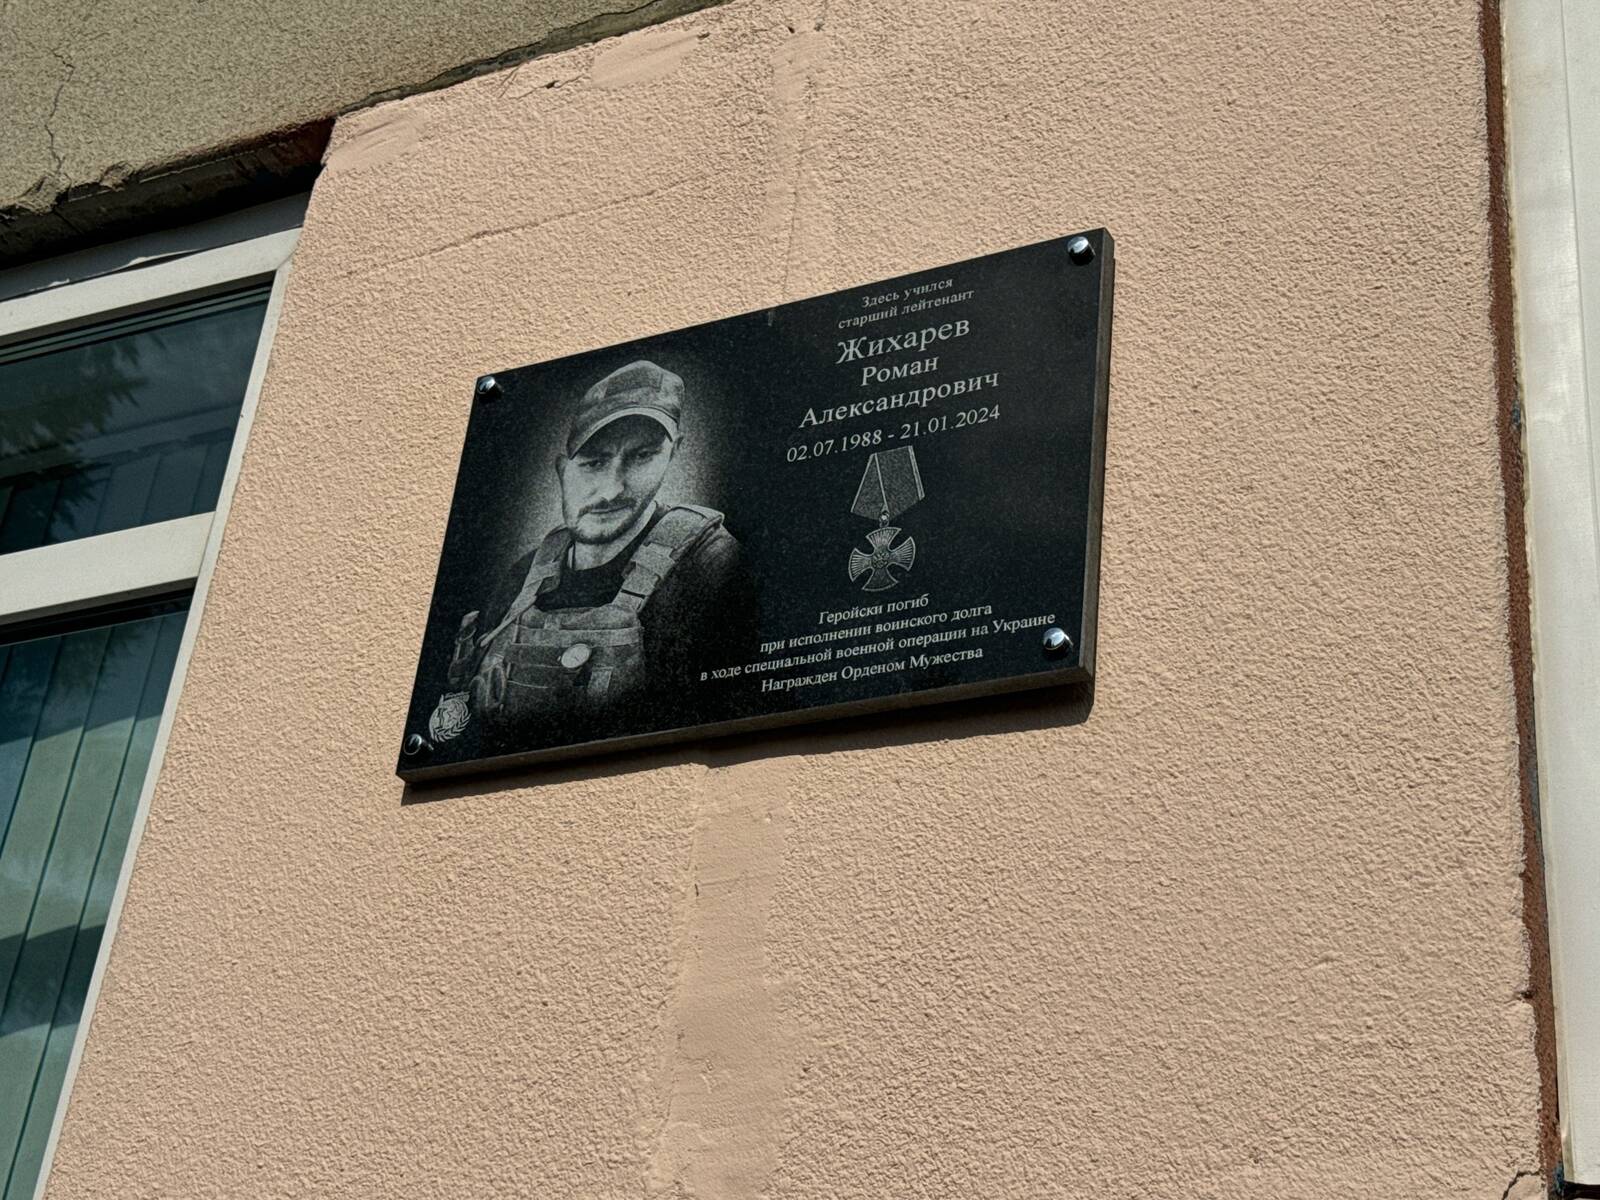 Здесь учился
старший лейтенант
Жихарев
Роман
Александрович
02.07.1988 - 21.01.2024
Геройски погиб
при исполнении воинского долга
в ходе специальной военной операции на Украине
Награжден Орденом Мужества